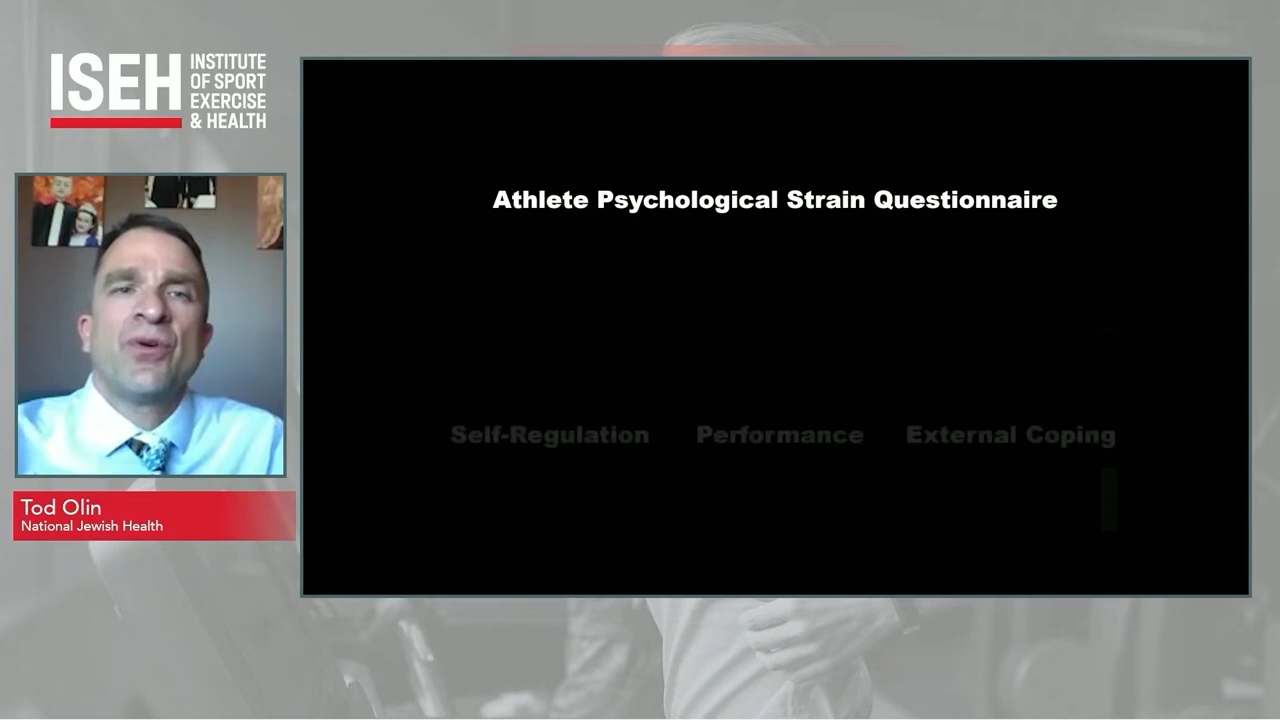 ISEH
INSTITUTE
OF SPORT
EXERCISE
& HEALTH
Athlete Psychological Strain Questionnaire
Self-Regulation Performance External Coping
Tod Olin
National Jewish Health